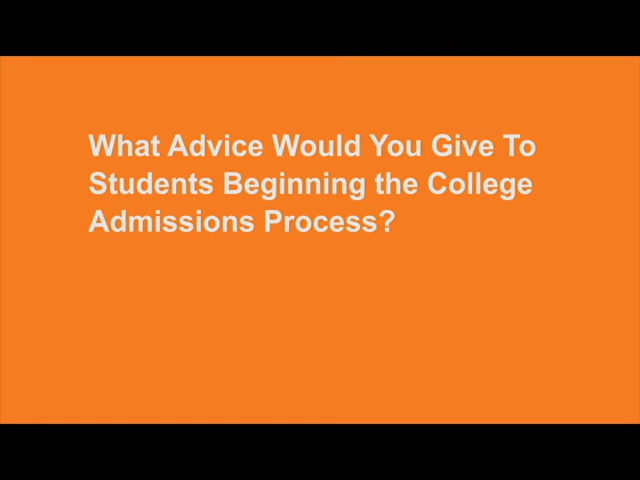 What Advice Would You Give To
Students Beginning the College
Admissions Process?